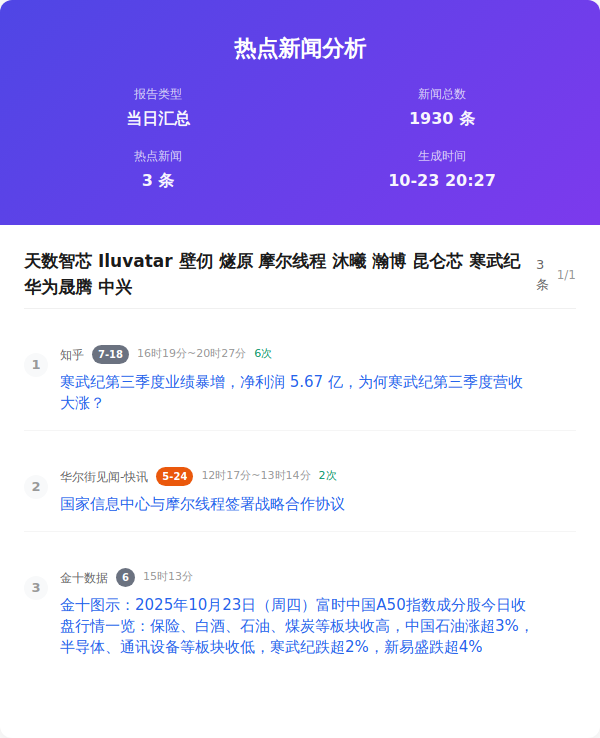 热点新闻分析
报告类型
当日汇总
新闻总数
1930 条
热点新闻
3 条
生成时间
10-23 20:27
天数智芯 Iluvatar 壁仞 燧原 摩尔线程 沐曦 瀚博 昆仑芯 寒武纪
华为晟腾 中兴
3
条
1/1
1
知乎 7-18 16时19分~20时27分 6次
寒武纪第三季度业绩暴增，净利润 5.67 亿，为何寒武纪第三季度营收
大涨？
2
华尔街见闻-快讯 5-24 12时17分~13时14分 2次
国家信息中心与摩尔线程签署战略合作协议
3
金十数据 6 15时13分
金十图示：2025年10月23日（周四）富时中国A50指数成分股今日收
盘行情一览：保险、白酒、石油、煤炭等板块收高，中国石油涨超3%，
半导体、通讯设备等板块收低，寒武纪跌超2%，新易盛跌超4%